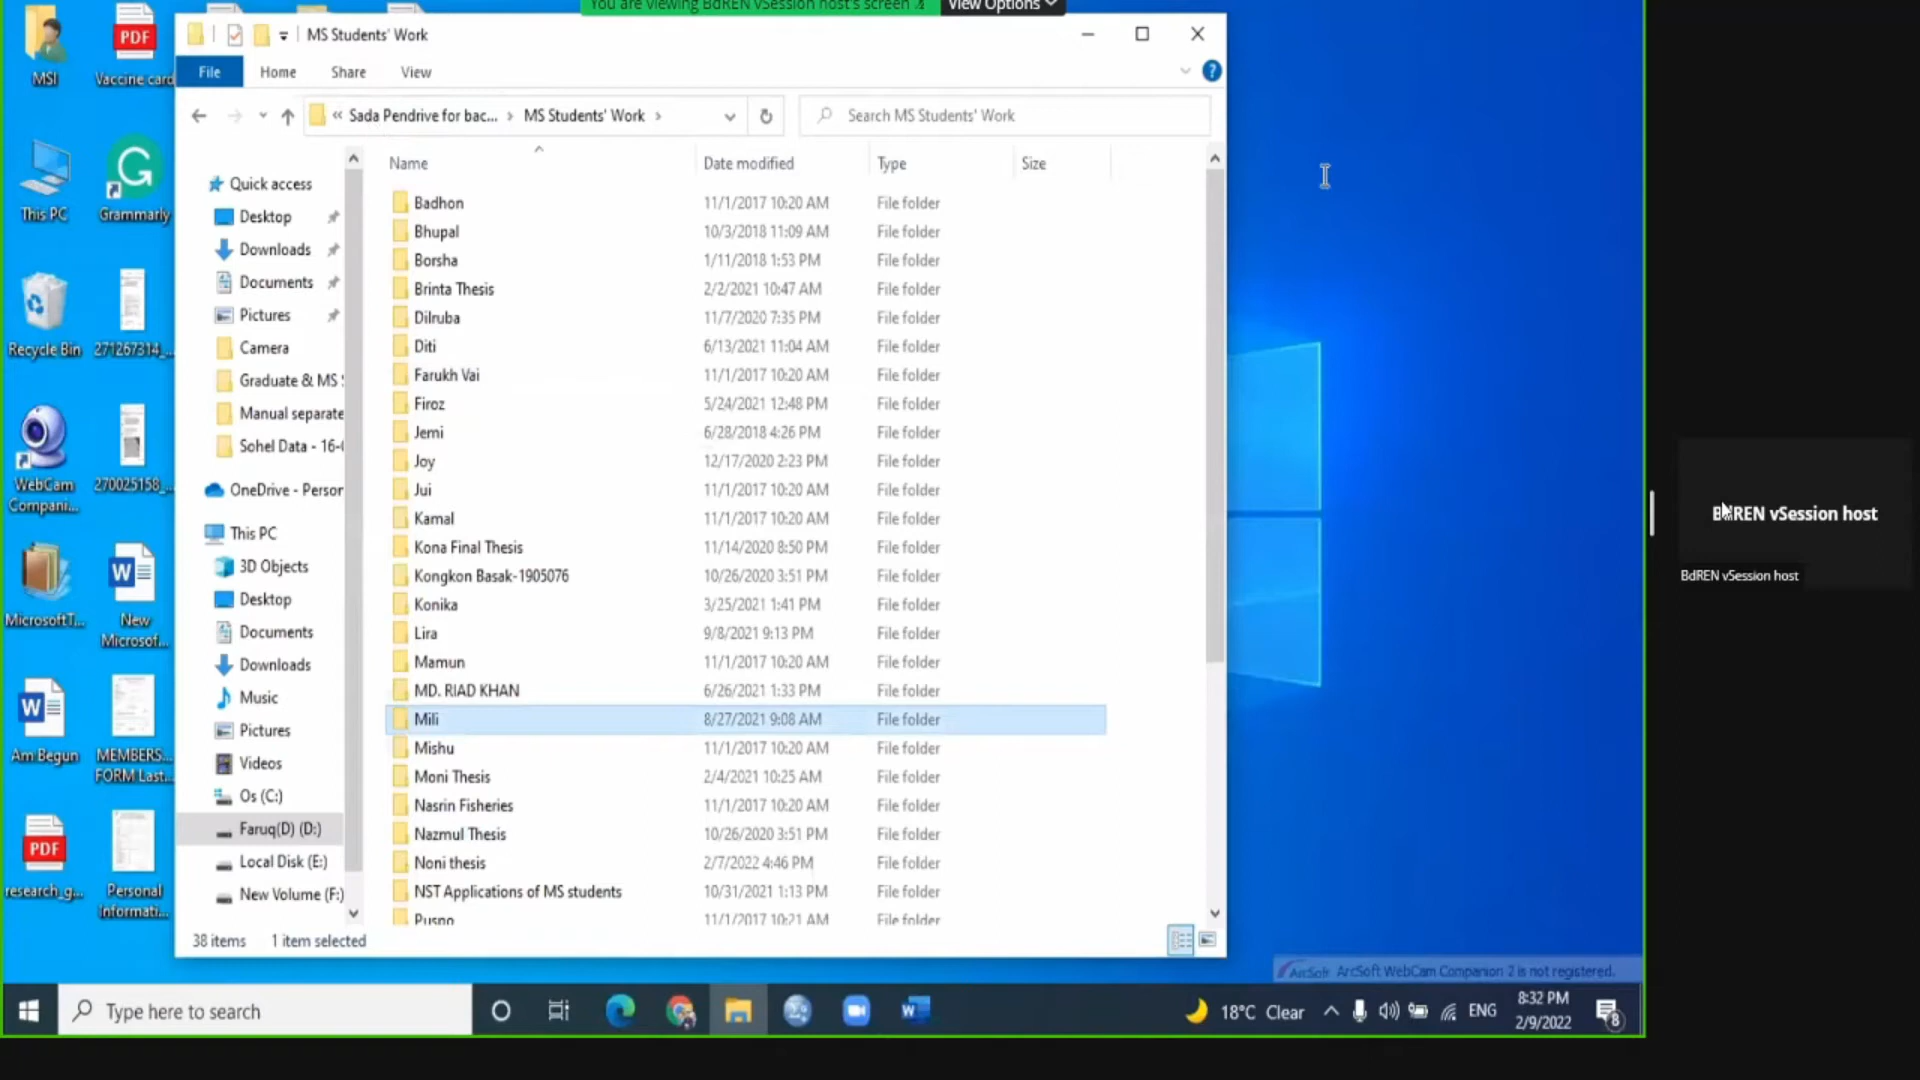 You are viewing BdREN vSession host's screen
View Options
MS Students' Work
File
Home
Share
View
« Sada Pendrive for bac... › MS Students' Work ›
Search MS Students' Work
Name
Date modified
Type
Size
Badhon 11/1/2017 10:20 AM File folder
Bhupal 10/3/2018 11:09 AM File folder
Borsha 1/11/2018 1:53 PM File folder
Brinta Thesis 2/2/2021 10:47 AM File folder
Dilruba 11/7/2020 7:35 PM File folder
Diti 6/13/2021 11:04 AM File folder
Farukh Vai 11/1/2017 10:20 AM File folder
Firoz 5/24/2021 12:48 PM File folder
Jemi 6/28/2018 4:26 PM File folder
Joy 12/17/2020 2:23 PM File folder
Jui 11/1/2017 10:20 AM File folder
Kamal 11/1/2017 10:20 AM File folder
Kona Final Thesis 11/14/2020 8:50 PM File folder
Kongkon Basak-1905076 10/26/2020 3:51 PM File folder
Konika 3/25/2021 1:41 PM File folder
Lira 9/8/2021 9:13 PM File folder
Mamun 11/1/2017 10:20 AM File folder
MD. RIAD KHAN 6/26/2021 1:33 PM File folder
Mili 8/27/2021 9:08 AM File folder
Mishu 11/1/2017 10:20 AM File folder
Moni Thesis 2/4/2021 10:25 AM File folder
Nasrin Fisheries 11/1/2017 10:20 AM File folder
Nazmul Thesis 10/26/2020 3:51 PM File folder
Noni thesis 2/7/2022 4:46 PM File folder
NST Applications of MS students 10/31/2021 1:13 PM File folder
11/1/2017 10:21 AM File folder
Quick access
Desktop
Downloads
Documents
Pictures
Camera
Graduate & MS
Manual separate
Sohel Data - 16-
OneDrive - Person
This PC
3D Objects
Desktop
Documents
Downloads
Music
Pictures
Videos
Os (C:)
Faruq(D) (D:)
Local Disk (E:)
New Volume (F:)
38 items 1 item selected
MSI
Vaccine card
This PC
Grammarly
Recycle Bin
271267314_...
WebCam
Compani...
270025158_...
MicrosoftT...
New
Microsof...
Am Begun
MEMBERS...
FORM Last...
PDF
research_g...
Personal
Informati...
PDF
BdREN vSession host
BdREN vSession host
ArcSoft ArcSoft WebCam Companion 2 is not registered.
Type here to search
18°C Clear
ENG
8:32 PM
2/9/2022
8